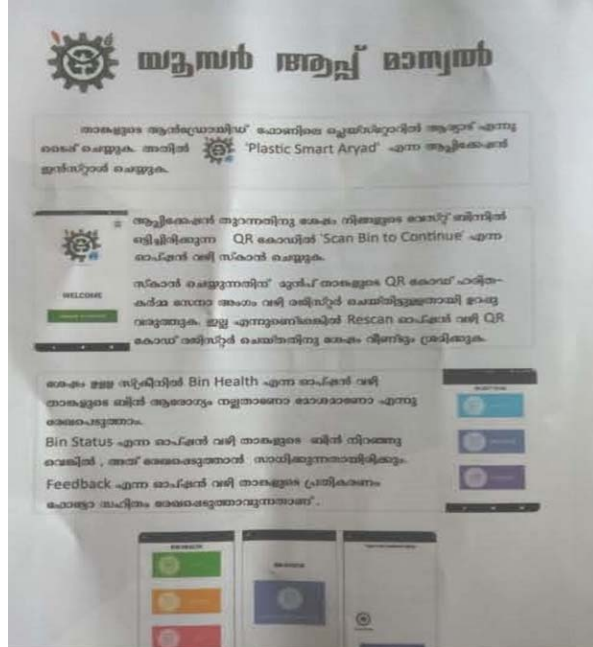 യൂസർ ആപ്പ് മാന്വൽ
താങ്കളുടെ ആൻഡ്രോയിഡ് ഫോണിലെ പ്ലെയ്സ്റ്റോറിൽ ആര്യാട് എന്നു
ടൈപ് ചെയ്യുക. അതിൽ 'Plastic Smart Aryad' എന്ന ആപ്ലിക്കേഷൻ
ഇൻസ്റ്റാൾ ചെയ്യുക.
ആപ്ലിക്കേഷൻ തുറന്നതിനു ശേഷം നിങ്ങളുടെ വേസ്റ്റ് ബിന്നിൽ
ഒട്ടിച്ചിരിക്കുന്ന QR കോഡിൽ 'Scan Bin to Continue' എന്ന
ഓപ്ഷൻ വഴി സ്കാൻ ചെയ്യുക.
WELCOME
സ്കാൻ ചെയ്യുന്നതിന് മുൻപ് താങ്കളുടെ QR കോഡ് ഹരിത-
കർമ്മ സേനാ അംഗം വഴി രജിസ്റ്റർ ചെയ്തിട്ടുള്ളതായി ഉറപ്പു
വരുത്തുക. ഇല്ല എന്നുണ്ടെങ്കിൽ Rescan ഓപ്ഷൻ വഴി QR
കോഡ് രജിസ്റ്റർ ചെയ്തതിനു ശേഷം വീണ്ടും ശ്രമിക്കുക.
ശേഷം ഉള്ള സ്ക്രീനിൽ Bin Health എന്ന ഓപ്ഷൻ വഴി
താങ്കളുടെ ബിൻ ആരോഗ്യം നല്ലതാണോ മോശമാണോ എന്നു
രേഖപെടുത്താം.
Bin Status എന്ന ഓപ്ഷൻ വഴി താങ്കളുടെ ബിൻ നിറഞ്ഞു
വെങ്കിൽ , അത് രേഖപ്പെടുത്താൻ സാധിക്കുന്നതായിരിക്കും.
Feedback എന്ന ഓപ്ഷൻ വഴി താങ്കളുടെ പ്രതികരണം
ഫോട്ടോ സഹിതം രേഖപ്പെടുത്താവുന്നതാണ് .
BIN HEALTH
BIN STATUS